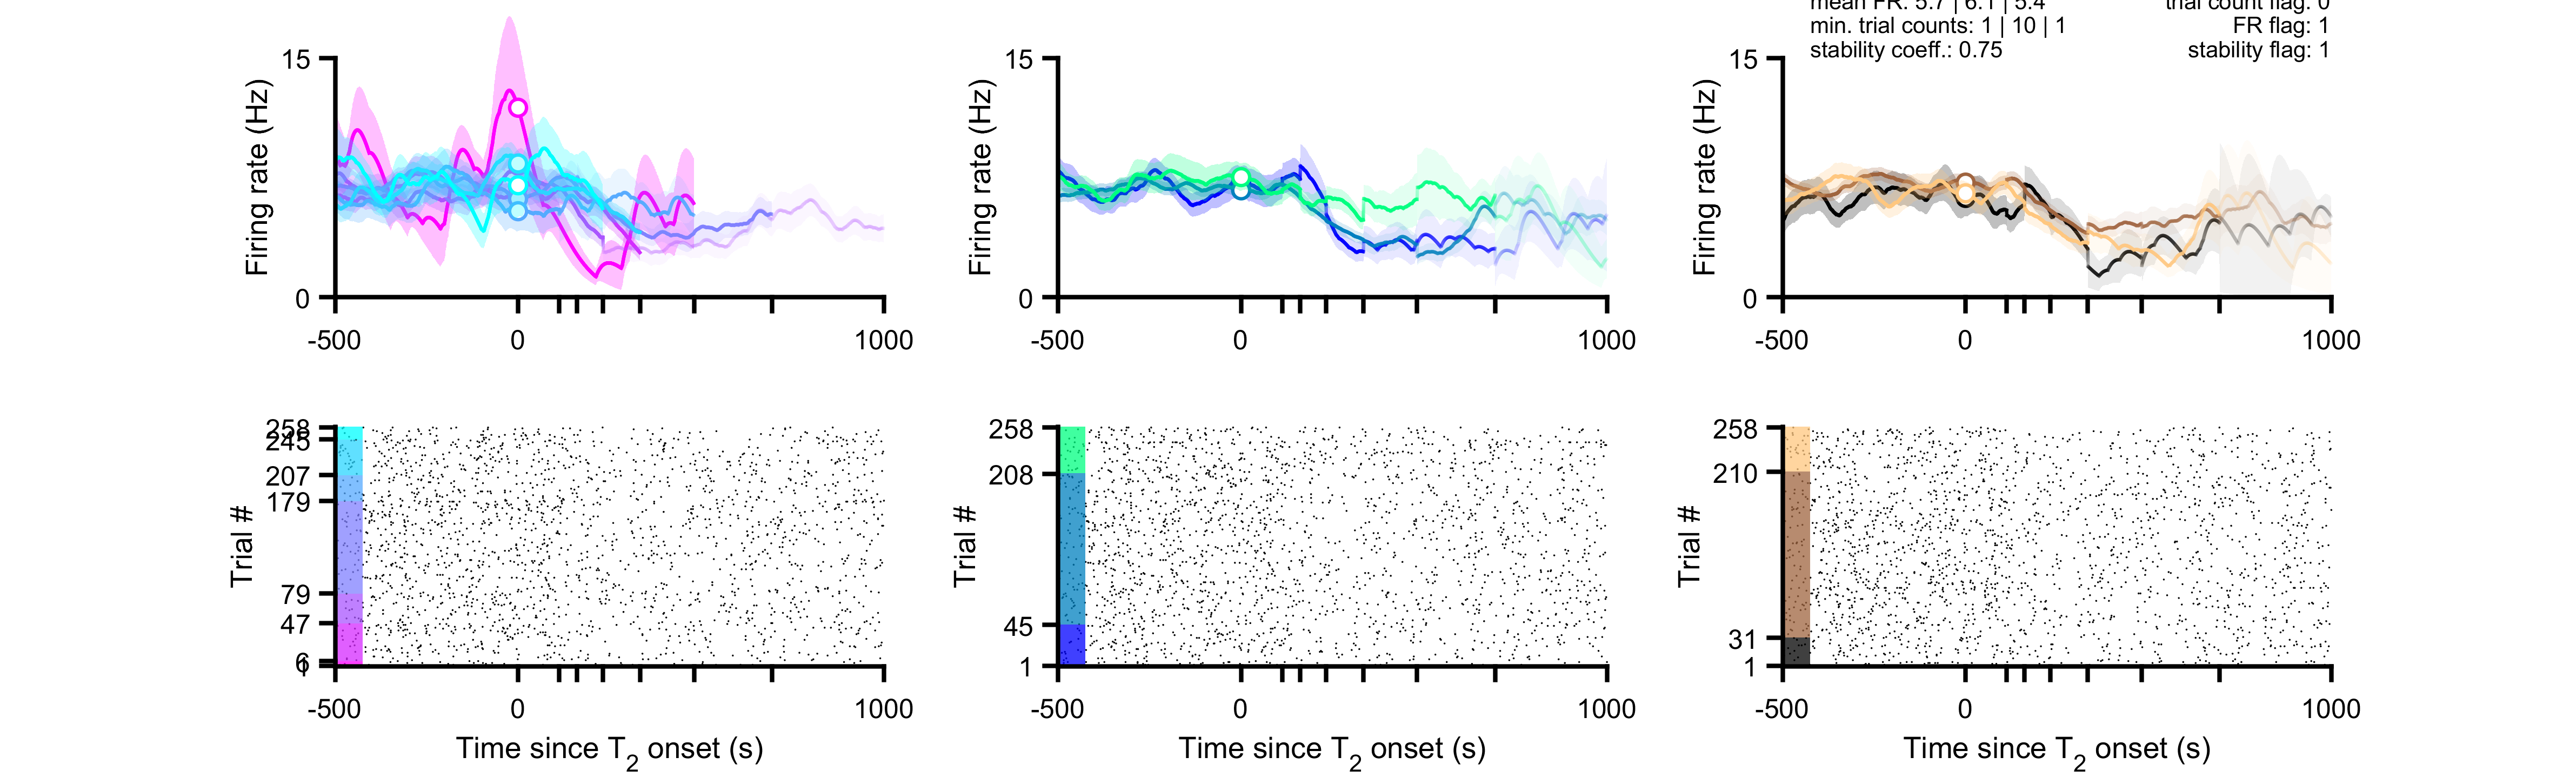 mean FR: 5.7 | 6.1 | 5.4
trial count flag: 0
min. trial counts: 1 | 10 | 1
FR flag: 1
stability coeff.: 0.75
stability flag: 1
15
Firing rate (Hz)
0
-500
0
1000
15
Firing rate (Hz)
0
-500
0
1000
15
Firing rate (Hz)
0
-500
0
1000
258
245
207
179
Trial #
79
47
6
1
-500
0
1000
Time since T2 onset (s)
258
208
Trial #
45
1
-500
0
1000
Time since T2 onset (s)
258
210
Trial #
31
1
-500
0
1000
Time since T2 onset (s)